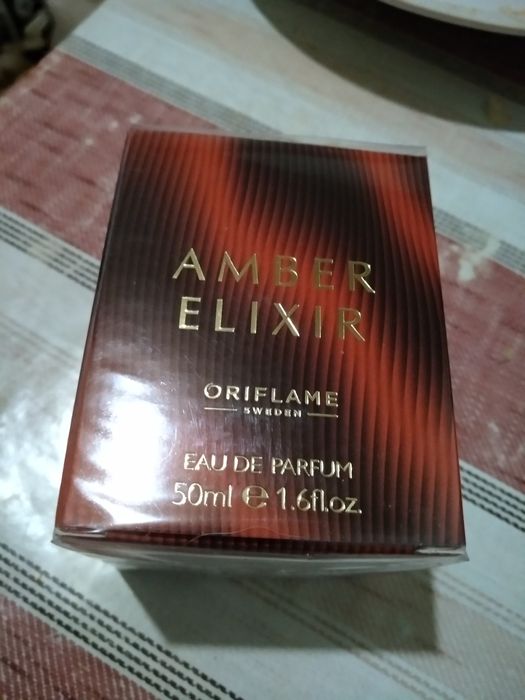 AMBER
ELIXIR
ORIFLAME
SWEDEN
EAU DE PARFUM
50ml ℮ 1.6fl.oz.